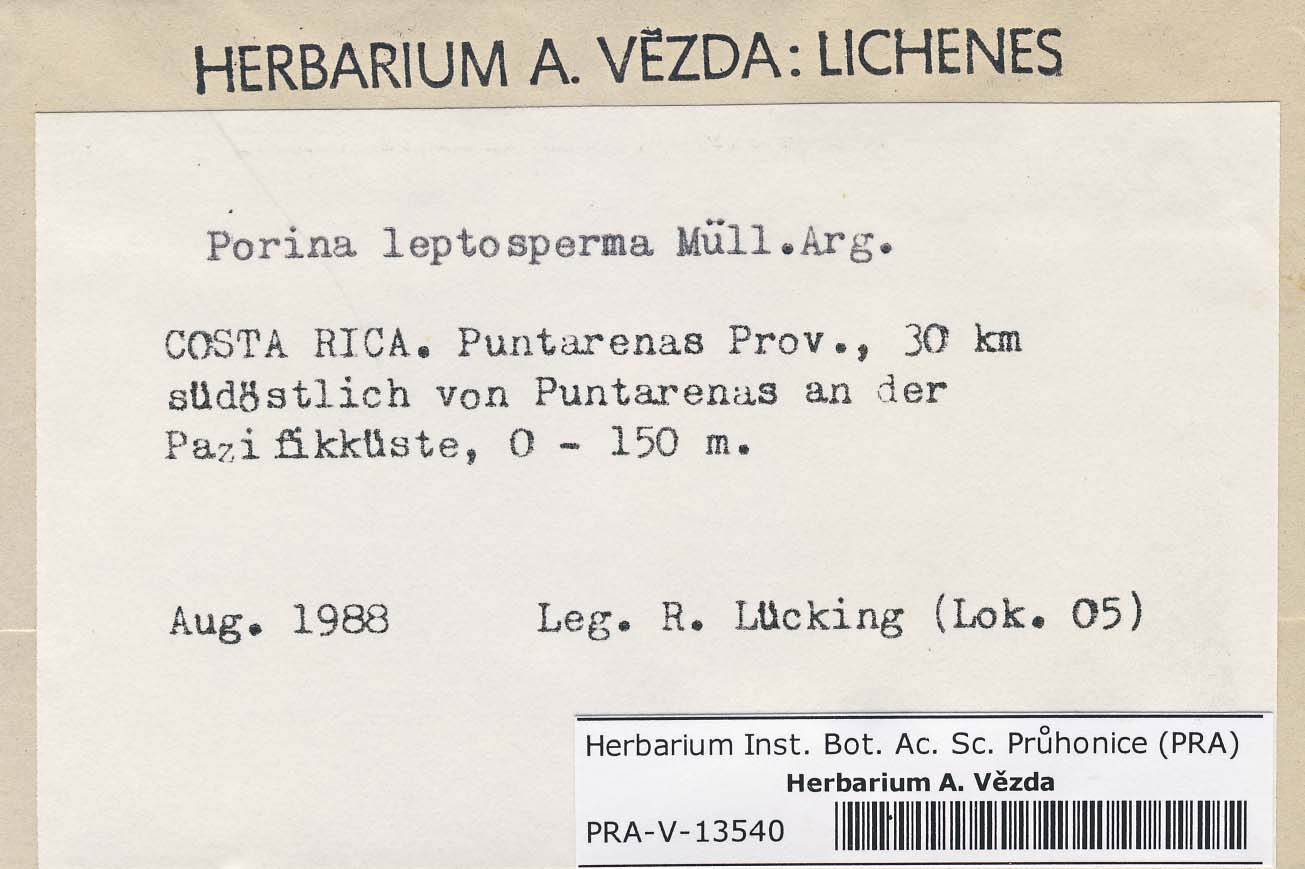 HERBARIUM A. VĚZDA: LICHENES
Porina leptosperma Müll.Arg.
COSTA RICA. Puntarenas Prov., 30 km
südöstlich von Puntarenas an der
Pazifikküste, 0 - 150 m.
Aug. 1988 Leg. R. Lücking (Lok. 05)
Herbarium Inst. Bot. Ac. Sc. Průhonice (PRA)
Herbarium A. Vězda
PRA-V-13540